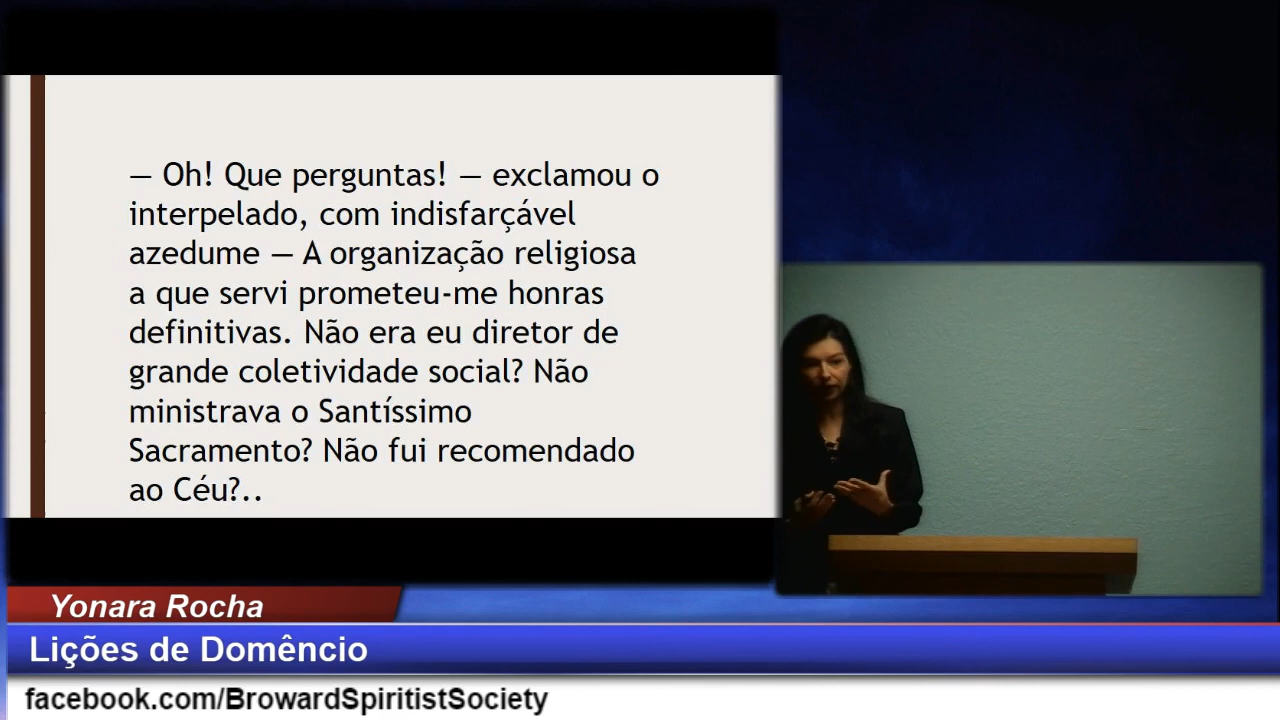 — Oh! Que perguntas! — exclamou o
interpelado, com indisfarçável
azedume — A organização religiosa
a que servi prometeu-me honras
definitivas. Não era eu diretor de
grande coletividade social? Não
ministrava o Santíssimo
Sacramento? Não fui recomendado
ao Céu?..
Yonara Rocha
Lições de Domêncio
facebook.com/BrowardSpiritistSociety